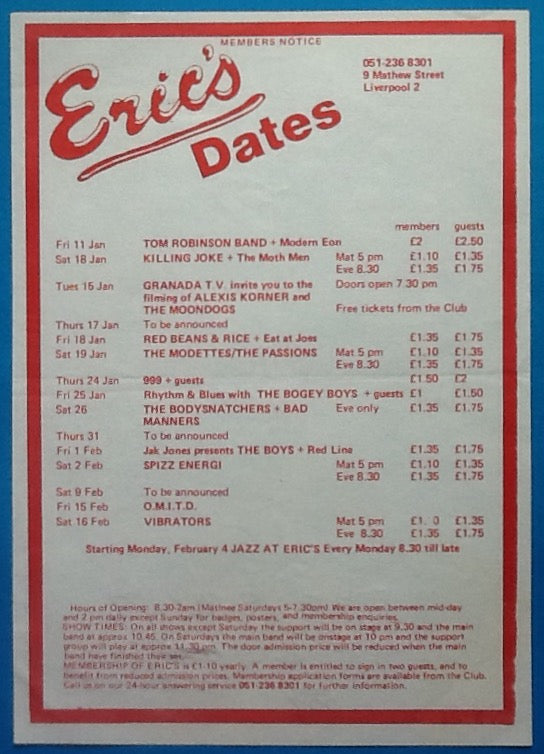 MEMBERS NOTICE
Eric's
Dates
051-236 8301
9 Mathew Street
Liverpool 2
members guests
Fri 11 Jan TOM ROBINSON BAND + Modern Eon £2 £2.50
Sat 18 Jan KILLING JOKE + The Moth Men Mat 5 pm £1.10 £1.35
Eve 8.30 £1.35 £1.75
Tues 15 Jan GRANADA T.V. invite you to the Doors open 7.30 pm
filming of ALEXIS KORNER and
THE MOONDOGS Free tickets from the Club
Thurs 17 Jan To be announced
Fri 18 Jan RED BEANS & RICE + Eat at Joes £1.35 £1.75
Sat 19 Jan THE MODETTES/THE PASSIONS Mat 5 pm £1.10 £1.35
Eve 8.30 £1.35 £1.75
Thurs 24 Jan 999 + guests £1.50 £2
Fri 25 Jan Rhythm & Blues with THE BOGEY BOYS + guests £1 £1.50
Sat 26 THE BODYSNATCHERS + BAD Eve only £1.35 £1.75
MANNERS
Thurs 31 To be announced
Fri 1 Feb Jak Jones presents THE BOYS + Red Line £1.35 £1.75
Sat 2 Feb SPIZZ ENERGI Mat 5 pm £1.10 £1.35
Eve 8.30 £1.35 £1.75
Sat 9 Feb To be announced
Fri 15 Feb O.M.I.T.D.
Sat 16 Feb VIBRATORS Mat 5 pm £1. 0 £1.35
Eve 8.30 £1.35 £1.75
Starting Monday, February 4 JAZZ AT ERIC'S Every Monday 8.30 till late
Hours of Opening: 8.30-2am (Matinee Saturdays 5-7.30pm) We are open between mid-day
and 2 pm daily except Sunday for badges, posters, and membership enquiries.
SHOW TIMES: On all shows except Saturday the support will be on stage at 9.30 and the main
band at approx 10.45. On Saturdays the main band will be onstage at 10 pm and the support
group will play at approx 11.30 pm. The door admission price will be reduced when the main
band have finished their set.
MEMBERSHIP OF ERIC'S is £1-10 yearly. A member is entitled to sign in two guests, and to
benefit from reduced admission prices. Membership application forms are available from the Club.
Call us on our 24-hour answering service 051-236 8301 for further information.